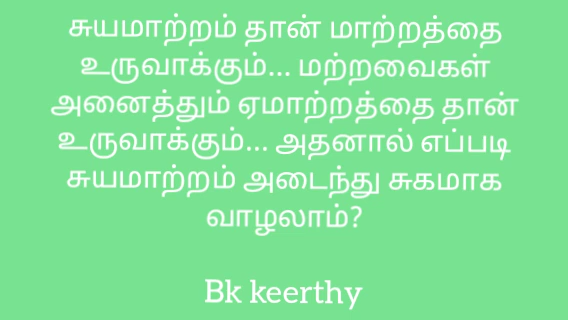 சுயமாற்றம் தான் மாற்றத்தை
உருவாக்கும்... மற்றவைகள்
அனைத்தும் ஏமாற்றத்தை தான்
உருவாக்கும்... அதனால் எப்படி
சுயமாற்றம் அடைந்து சுகமாக
வாழலாம்?
Bk keerthy